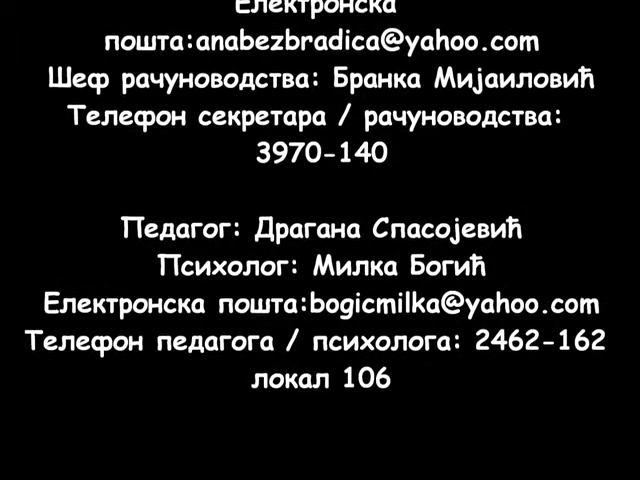 Електронска
пошта:anabezbradica@yahoo.com
Шеф рачуноводства: Бранка Мијаиловић
Телефон секретара / рачуноводства:
3970-140
Педагог: Драгана Спасојевић
Психолог: Милка Богић
Електронска пошта:bogicmilka@yahoo.com
Телефон педагога / психолога: 2462-162
локал 106